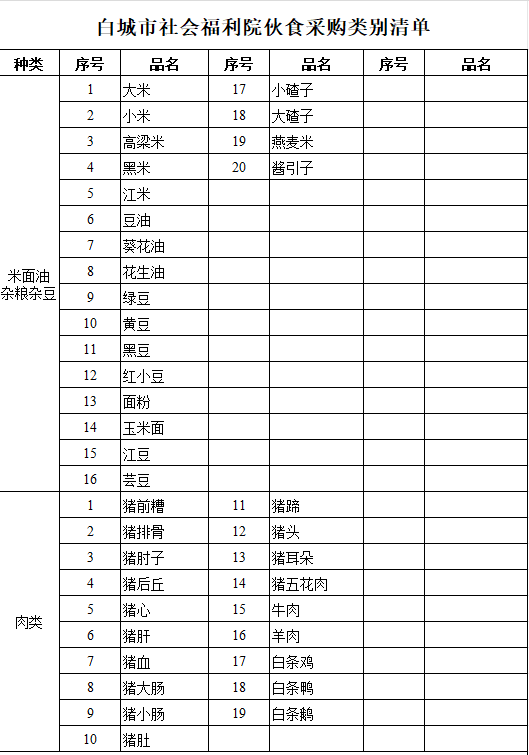 白城市社会福利院伙食采购类别清单
种类 序号 品名 序号 品名 序号 品名
1 大米 17 小碴子
2 小米 18 大碴子
3 高梁米 19 燕麦米
4 黑米 20 酱引子
5 江米
6 豆油
7 葵花油
米面油
杂粮杂豆
8 花生油
9 绿豆
10 黄豆
11 黑豆
12 红小豆
13 面粉
14 玉米面
15 江豆
16 芸豆
肉类
1 猪前槽 11 猪蹄
2 猪排骨 12 猪头
3 猪肘子 13 猪耳朵
4 猪后丘 14 猪五花肉
5 猪心 15 牛肉
6 猪肝 16 羊肉
7 猪血 17 白条鸡
8 猪大肠 18 白条鸭
9 猪小肠 19 白条鹅
10 猪肚